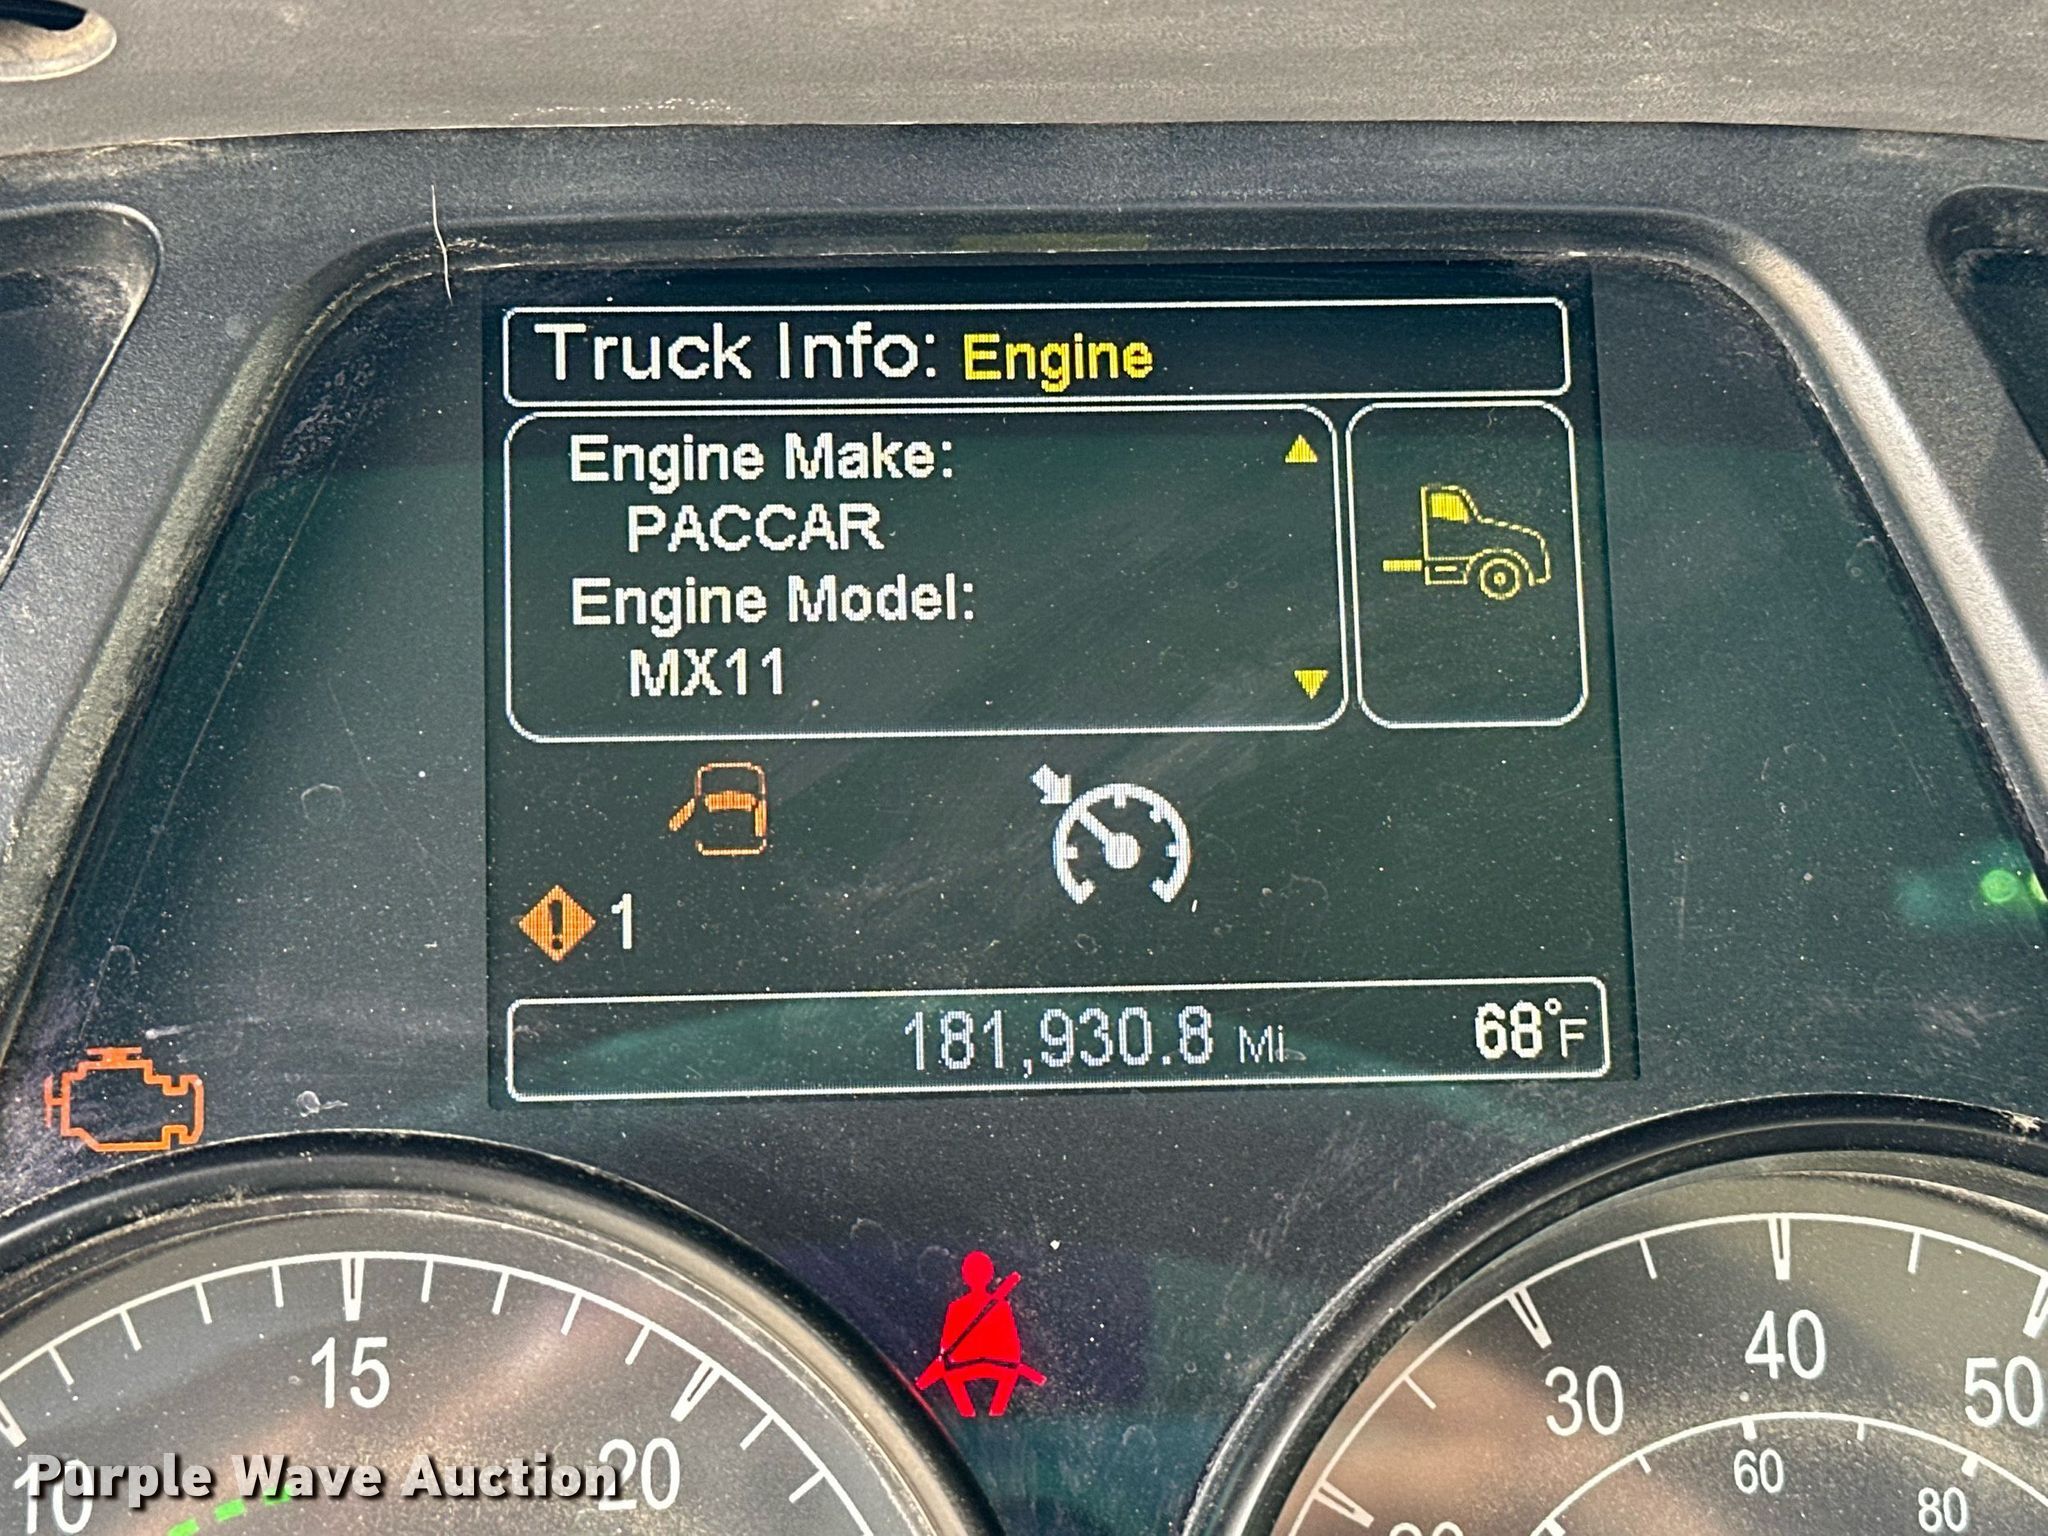 Truck Info: Engine
Engine Make:
PACCAR
Engine Model:
MX11
1
181,930.8 Mi
68°F
10
15
20
30
40
50
60
80
Purple Wave Auction